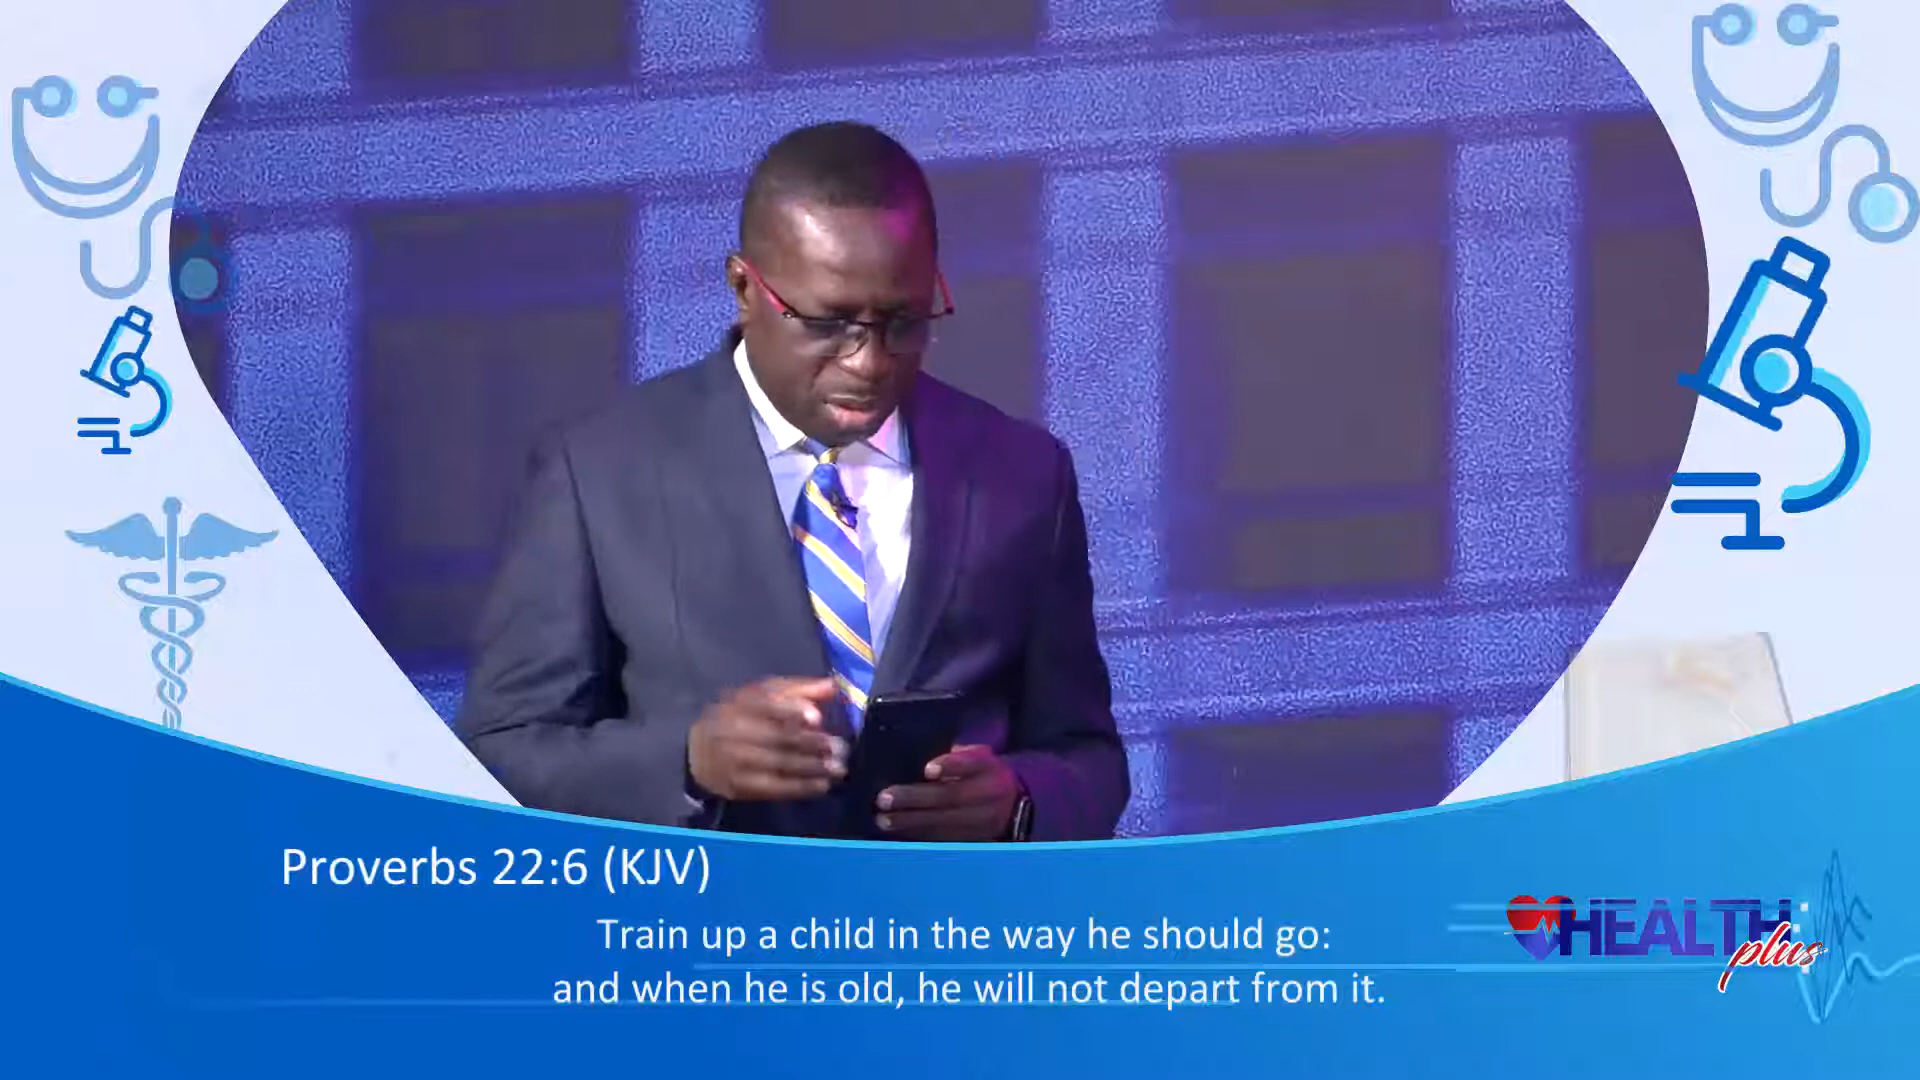 Proverbs 22:6 (KJV)
Train up a child in the way he should go:
and when he is old, he will not depart from it.
HEALTH
plus